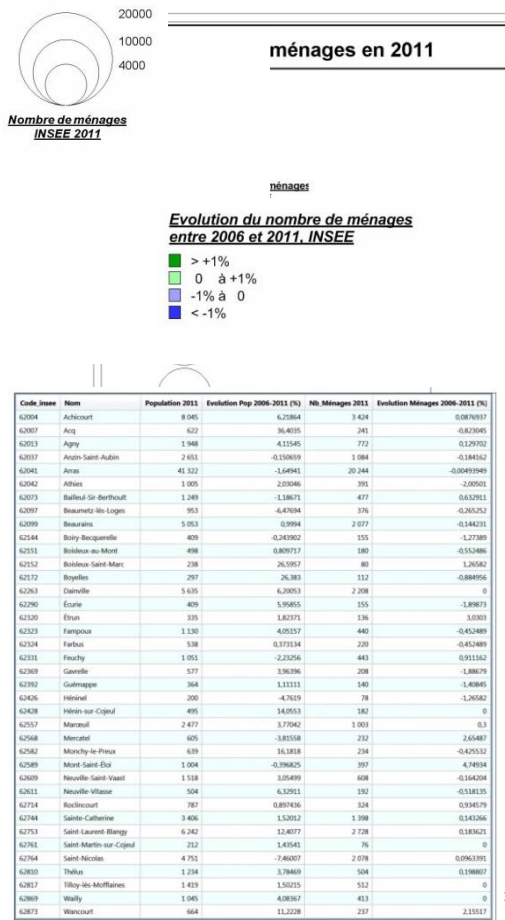 20000
10000
4000
Nombre de ménages
INSEE 2011
ménages en 2011
ménages
Evolution du nombre de ménages
entre 2006 et 2011, INSEE
> +1%
0 à +1%
-1% à 0
< -1%
Code_insee Nom Population 2011 Evolution Pop 2006-2011 (%) Nb_Ménages 2011 Evolution Ménages 2006-2011 (%)
62004 Achicourt 8 045 6,21864 3 424 0,0876937
62007 Acq 622 36,4035 241 -0,823045
62013 Agny 1 948 4,11545 772 0,129702
62037 Anzin-Saint-Aubin 2 651 -0,150659 1 084 -0,184162
62041 Arras 41 322 -1,64941 20 244 -0,00493949
62042 Athies 1 005 2,03046 391 -2,00501
62073 Bailleul-Sir-Berthoult 1 249 -1,18671 477 0,632911
62097 Beaumetz-lès-Loges 953 -6,47694 376 -0,265252
62099 Beaurains 5 053 0,9994 2 077 -0,144231
62144 Boiry-Becquerelle 409 -0,243902 155 -1,27389
62151 Boisleux-au-Mont 498 0,809717 180 -0,552486
62152 Boisleux-Saint-Marc 238 26,5957 80 1,26582
62172 Boyelles 297 26,383 112 -0,884956
62263 Dainville 5 635 6,20053 2 208 0
62290 Écurie 409 5,95855 155 -1,89873
62320 Étrun 335 1,82371 136 3,0303
62323 Fampoux 1 130 4,05157 440 -0,452489
62324 Farbus 538 0,373134 220 -0,452489
62331 Feuchy 1 051 -2,23256 443 0,911162
62369 Gavrelle 577 3,96396 208 -1,88679
62392 Guémappe 364 1,11111 140 -1,40845
62426 Héninel 200 -4,7619 78 -1,26582
62428 Hénin-sur-Cojeul 495 14,0553 182 0
62557 Marœuil 2 477 3,77042 1 003 0,3
62568 Mercatel 605 -3,81558 232 2,65487
62582 Monchy-le-Preux 639 16,1818 234 -0,425532
62589 Mont-Saint-Éloi 1 004 -0,396825 397 4,74934
62609 Neuville-Saint-Vaast 1 518 3,05499 608 -0,164204
62611 Neuville-Vitasse 504 6,32911 192 -0,518135
62714 Roclincourt 787 0,897436 324 0,934579
62744 Sainte-Catherine 3 406 1,52012 1 398 0,143266
62753 Saint-Laurent-Blangy 6 242 12,4077 2 728 0,183621
62761 Saint-Martin-sur-Cojeul 212 1,43541 76 0
62764 Saint-Nicolas 4 751 -7,46007 2 078 0,0963391
62810 Thélus 1 234 3,78469 504 0,198807
62817 Tilloy-lès-Mofflaines 1 419 1,50215 512 0
62869 Wailly 1 045 4,08367 413 0
62873 Wancourt 664 11,2228 237 2,15517